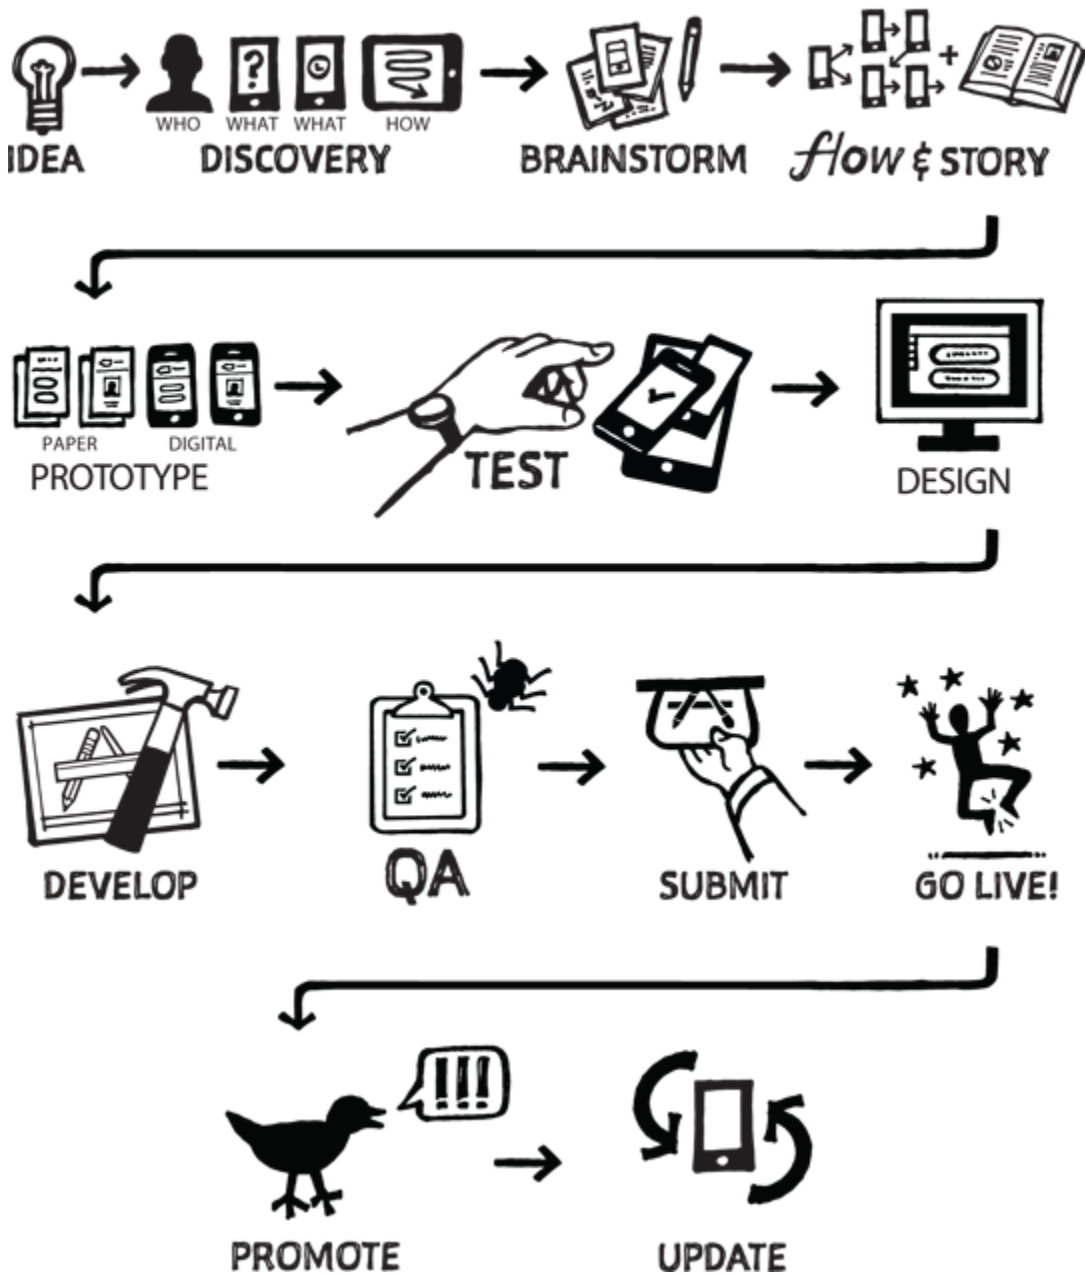 WHO WHAT WHAT HOW
IDEA DISCOVERY BRAINSTORM flow & STORY
PAPER DIGITAL
PROTOTYPE TEST DESIGN
DEVELOP QA SUBMIT GO LIVE!
!!!
PROMOTE UPDATE